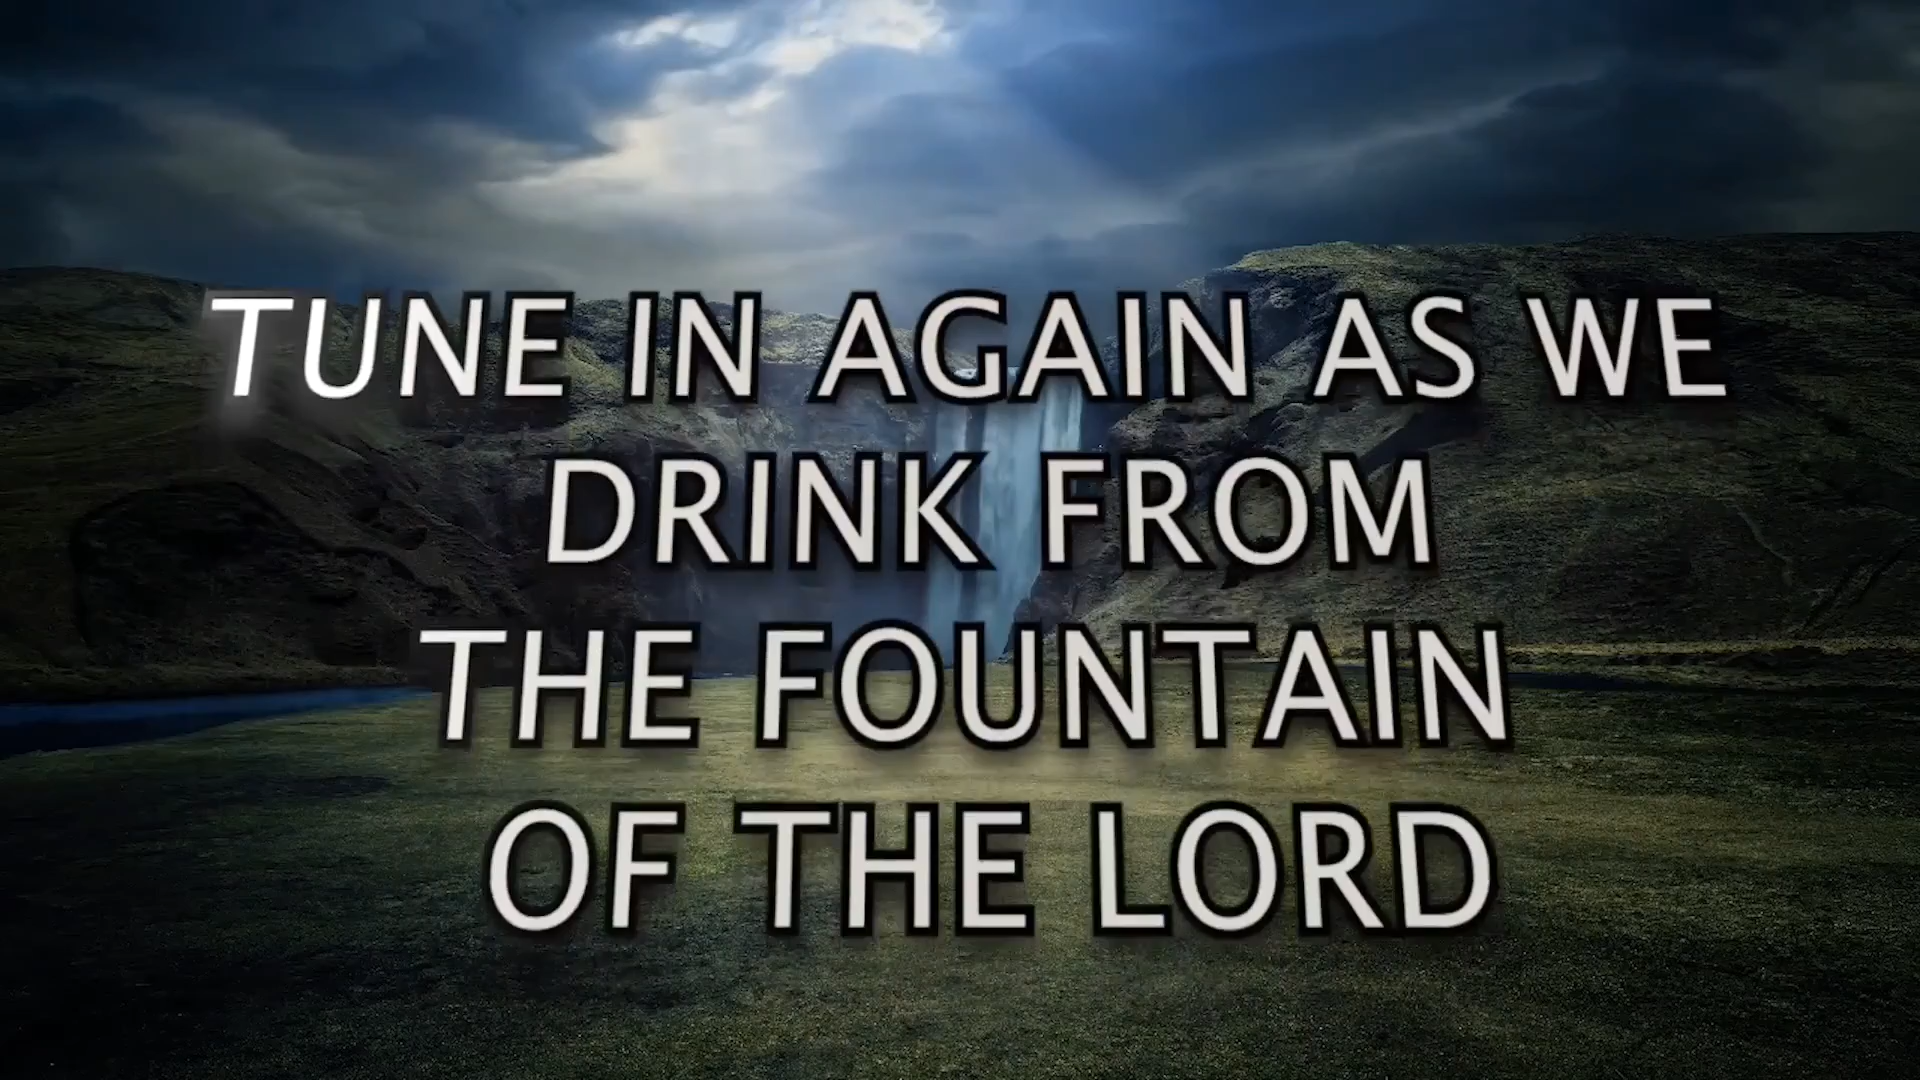 TUNE IN AGAIN AS WE
DRINK FROM
THE FOUNTAIN
OF THE LORD